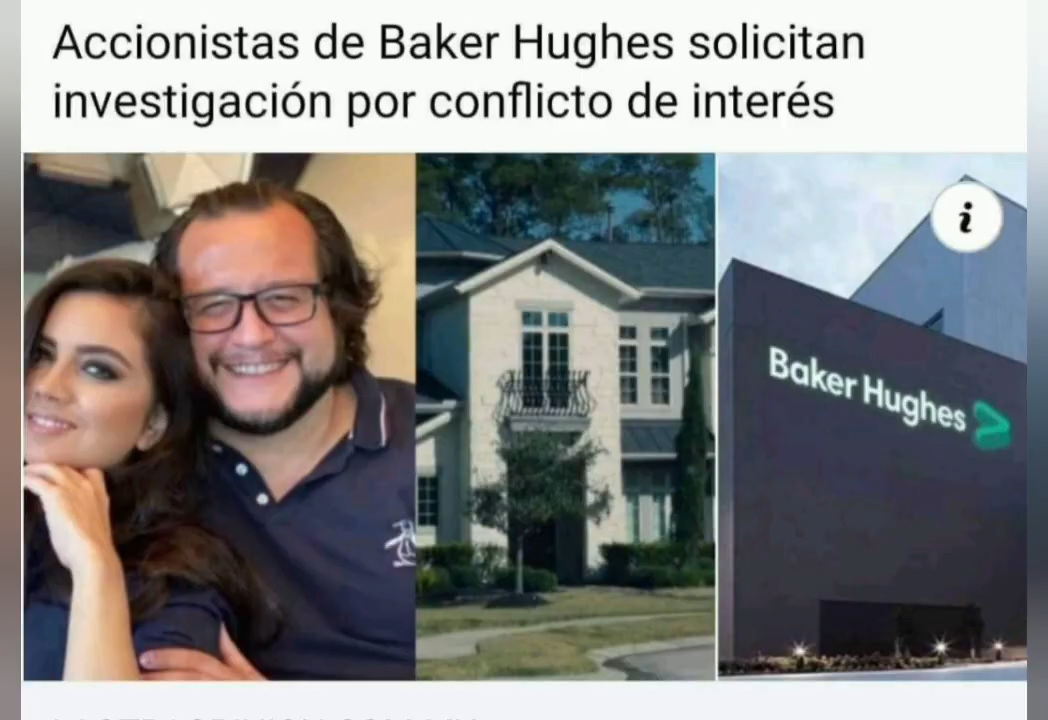 Accionistas de Baker Hughes solicitan
investigación por conflicto de interés
i
Baker Hughes